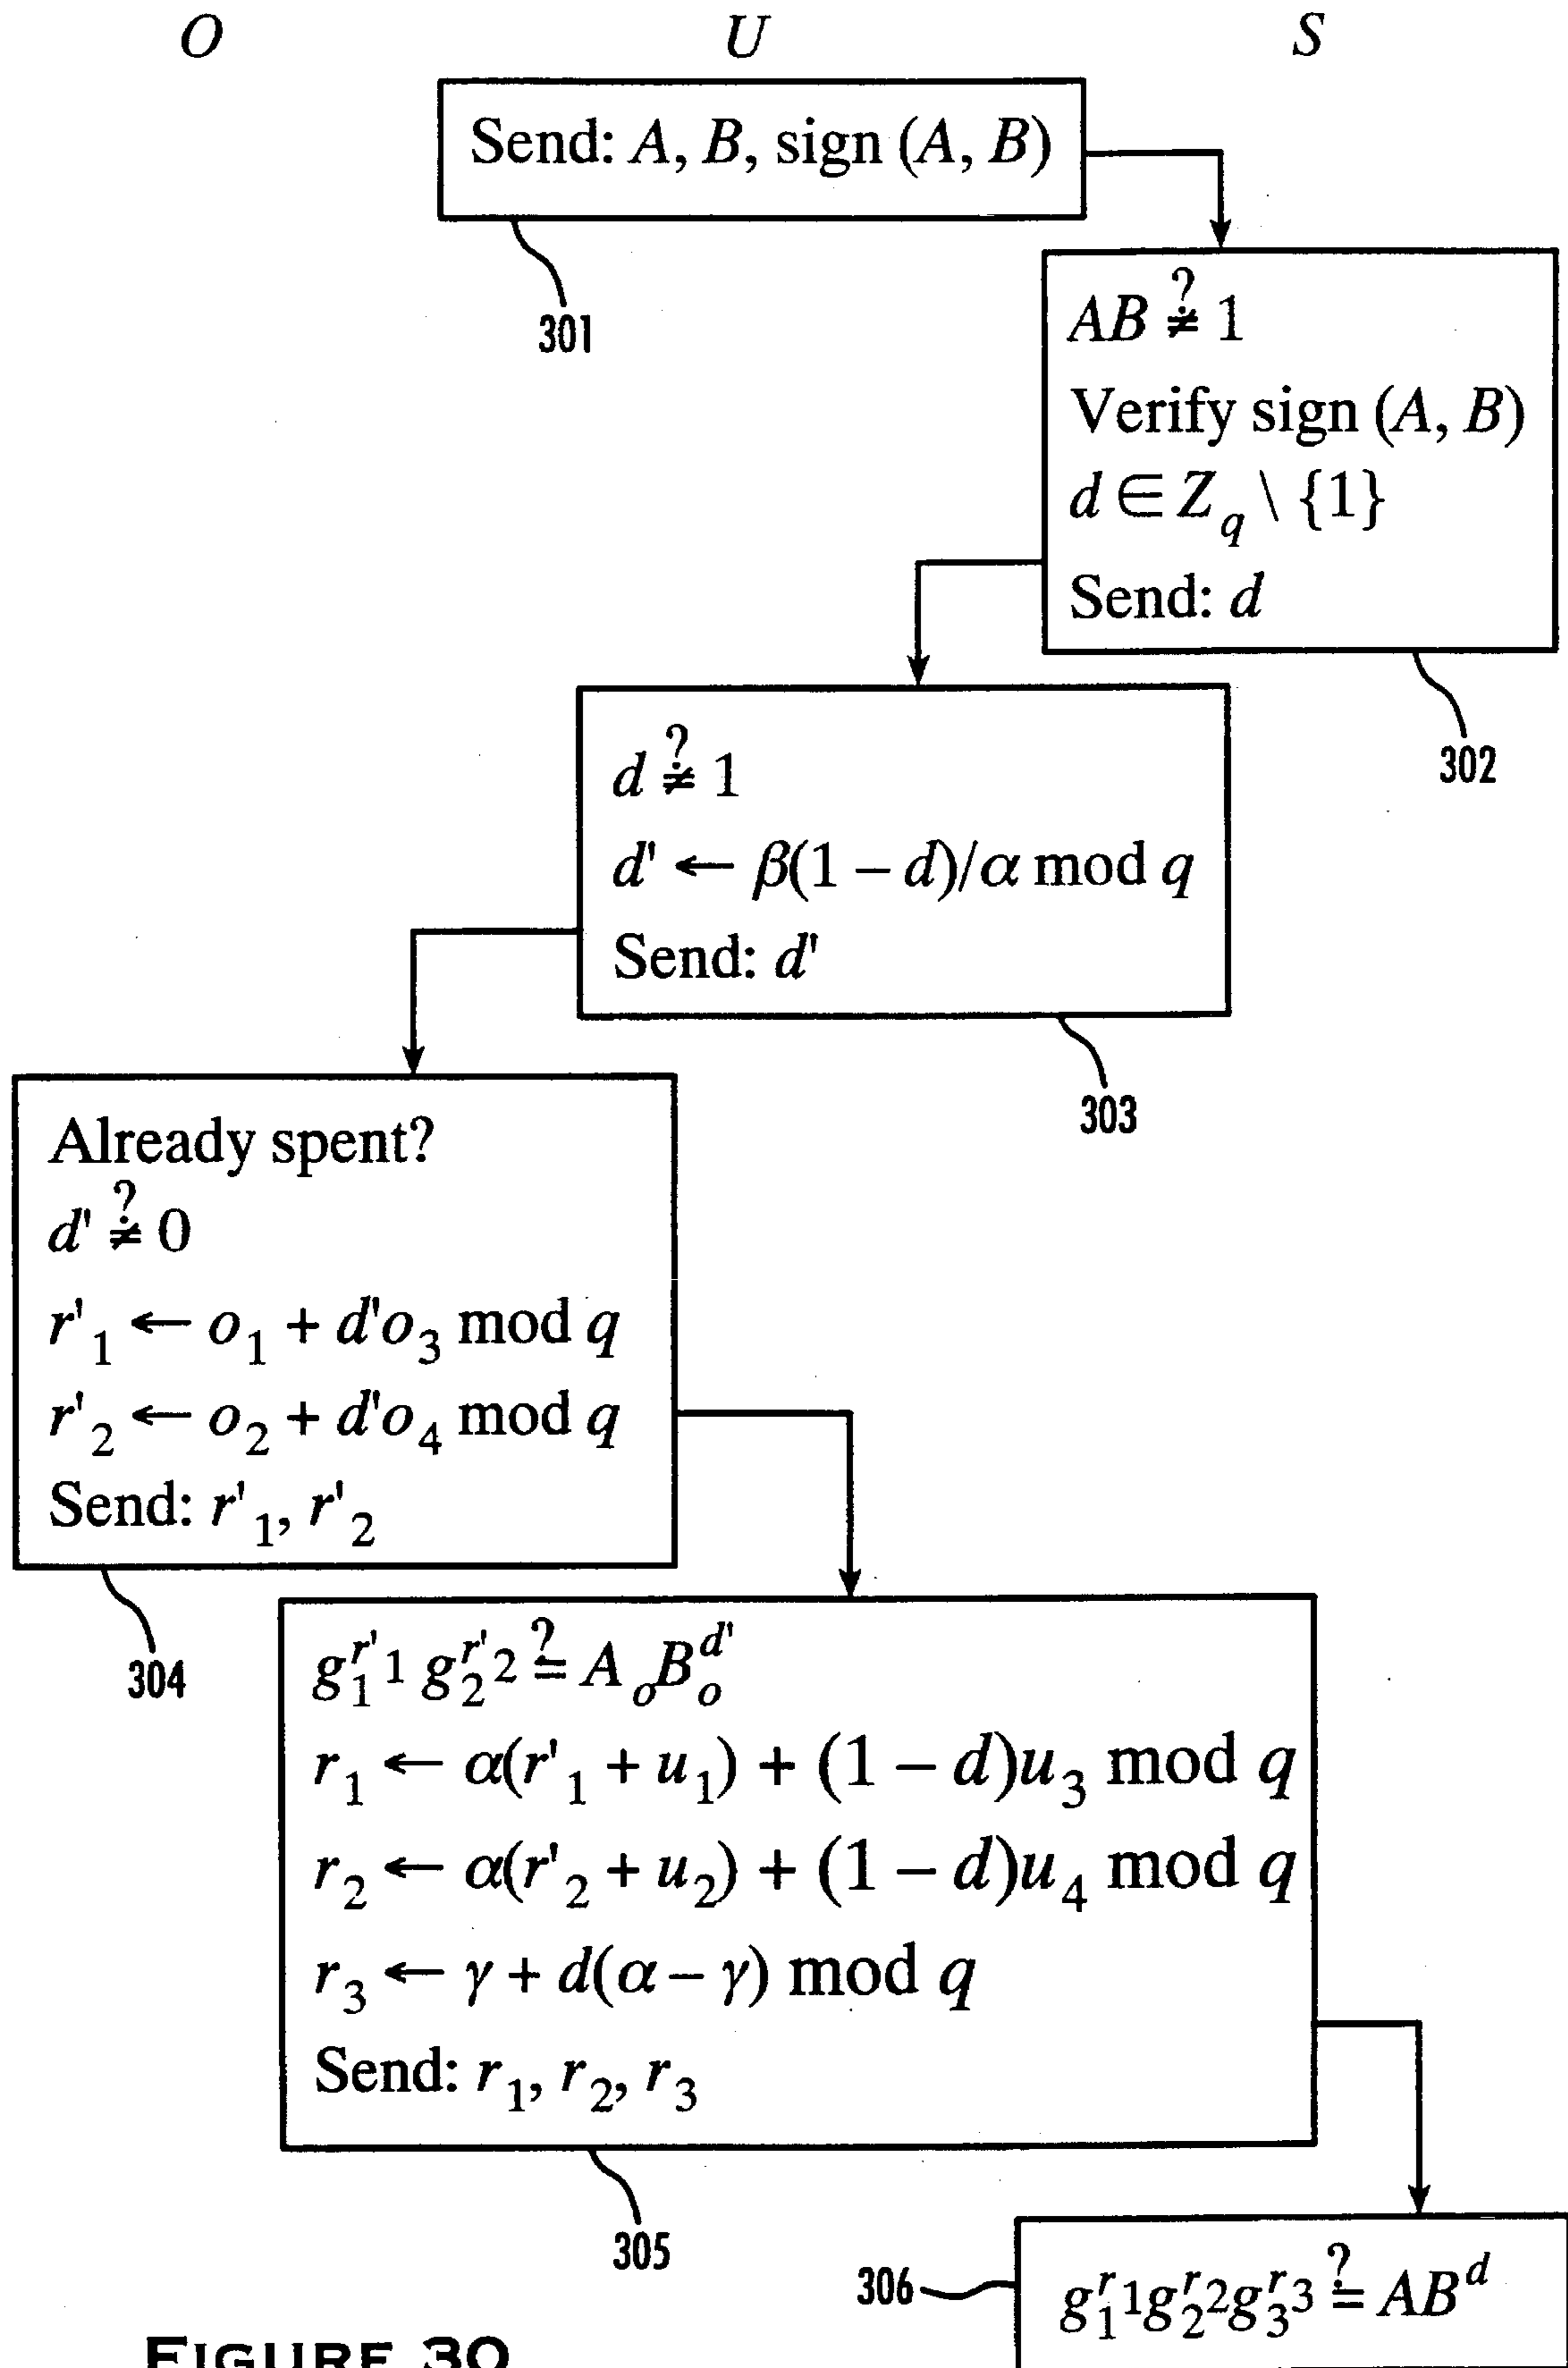 O U S
Send: A, B, sign (A, B)
301
AB ≠? 1
Verify sign (A, B)
d ∈ Z_q \ {1}
Send: d
302
d ≠? 1
d' ← β(1 – d)/α mod q
Send: d'
303
Already spent?
d' ≠? 0
r'_1 ← o_1 + d'o_3 mod q
r'_2 ← o_2 + d'o_4 mod q
Send: r'_1, r'_2
304
g_1^{r'_1} g_2^{r'_2} =? A_o B_o^{d'}
r_1 ← α(r'_1 + u_1) + (1 – d)u_3 mod q
r_2 ← α(r'_2 + u_2) + (1 – d)u_4 mod q
r_3 ← γ + d(α – γ) mod q
Send: r_1, r_2, r_3
305
306
g_1^{r_1} g_2^{r_2} g_3^{r_3} =? AB^d
FIGURE 30